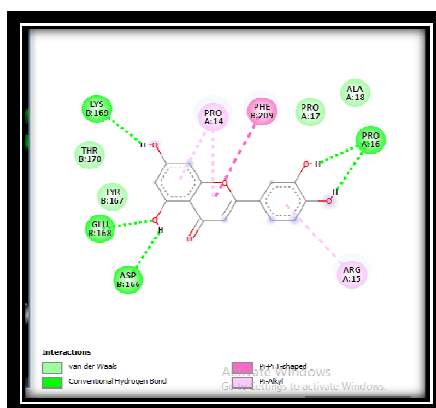 ALA
A:18
PRO
A:17
PHE
B:209
PRO
A:14
LYS
B:169
PRO
A:16
THR
B:170
H
O
O
H
H
O
O
TYR
B:167
GLU
B:168
O
H
O
ARG
A:15
ASP
B:166
Interactions
van der Waals
Conventional Hydrogen Bond
Pi-Pi T-shaped
Pi-Alkyl
Activate Windows
Go to Settings to activate Windows.